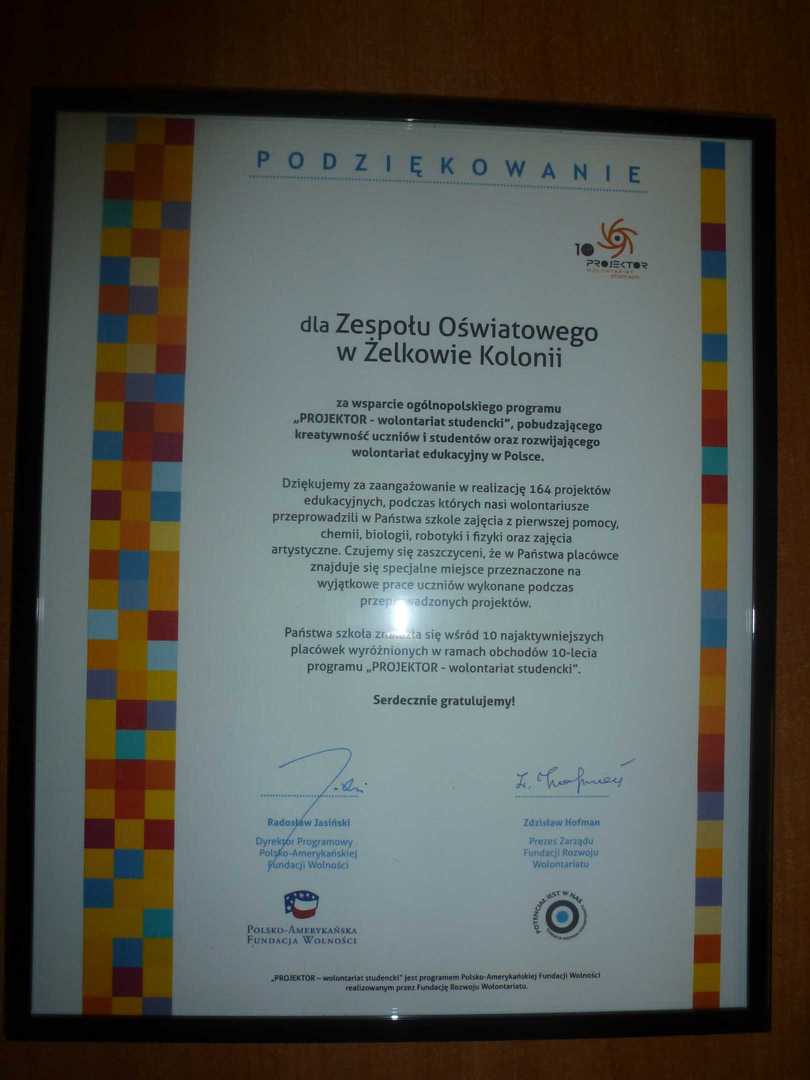 PODZIĘKOWANIE
10
PROJEKTOR
WOLONTARIAT
STUDENCKI
dla Zespołu Oświatowego
w Żelkowie Kolonii
za wsparcie ogólnopolskiego programu
„PROJEKTOR - wolontariat studencki”, pobudzającego
kreatywność uczniów i studentów oraz rozwijającego
wolontariat edukacyjny w Polsce.
Dziękujemy za zaangażowanie w realizację 164 projektów
edukacyjnych, podczas których nasi wolontariusze
przeprowadzili w Państwa szkole zajęcia z pierwszej pomocy,
chemii, biologii, robotyki i fizyki oraz zajęcia
artystyczne. Czujemy się zaszczyceni, że w Państwa placówce
znajduje się specjalne miejsce przeznaczone na
wyjątkowe prace uczniów wykonane podczas
przeprowadzonych projektów.
Państwa szkoła znalazła się wśród 10 najaktywniejszych
placówek wyróżnionych w ramach obchodów 10-lecia
programu „PROJEKTOR - wolontariat studencki”.
Serdecznie gratulujemy!
Radosław Jasiński
Dyrektor Programowy
Polsko-Amerykańskiej
Fundacji Wolności
Z. Hofman
Zdzisław Hofman
Prezes Zarządu
Fundacji Rozwoju
Wolontariatu
POLSKO-AMERYKAŃSKA
FUNDACJA WOLNOŚCI
POTENCJAŁ JEST W NAS
„PROJEKTOR – wolontariat studencki” jest programem Polsko-Amerykańskiej Fundacji Wolności
realizowanym przez Fundację Rozwoju Wolontariatu.